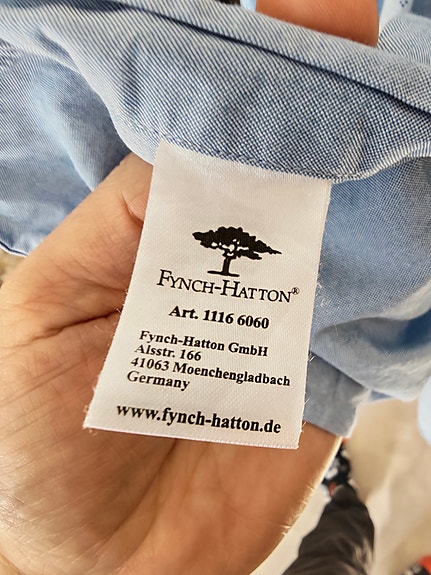 FYNCH-HATTON®
Art. 1116 6060
Fynch-Hatton GmbH
Alsstr. 166
41063 Moenchengladbach
Germany
www.fynch-hatton.de